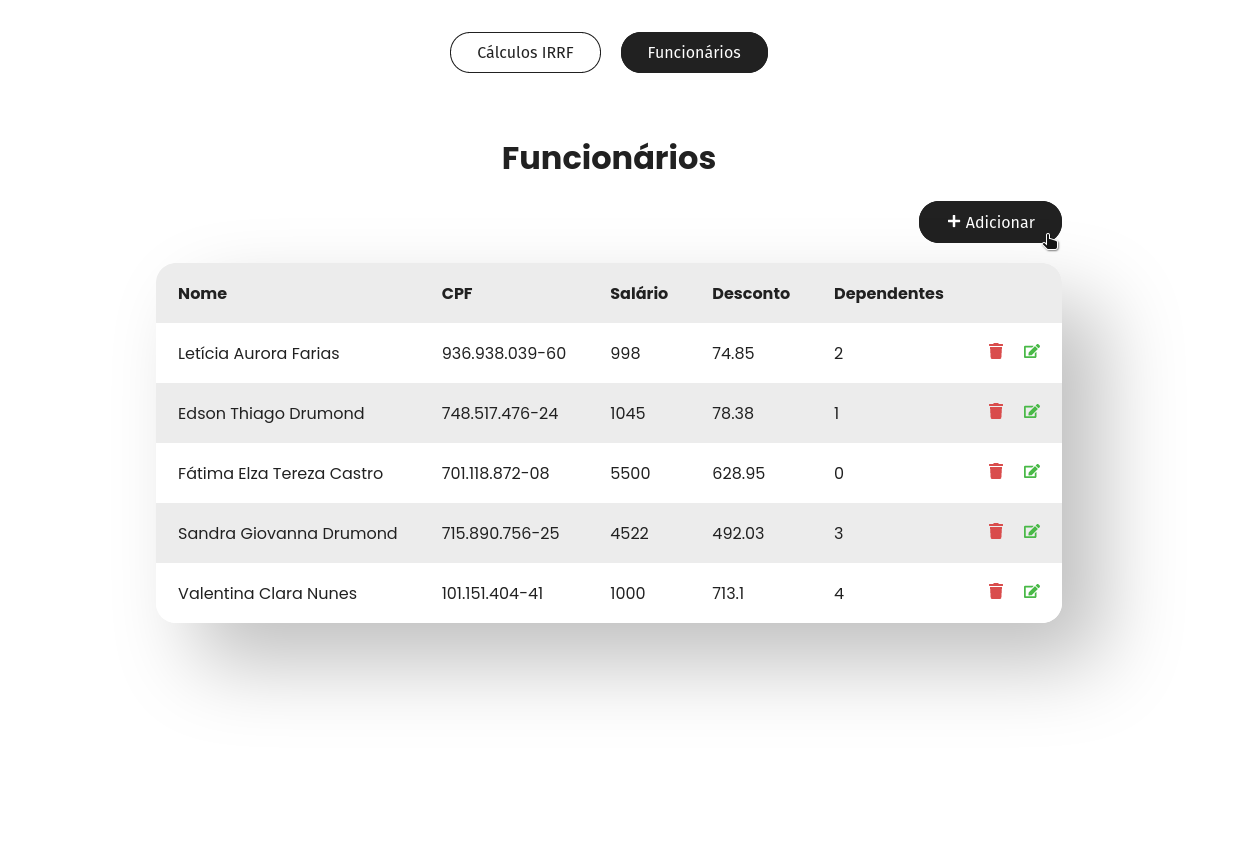 Cálculos IRRF Funcionários
Funcionários
+ Adicionar
Nome CPF Salário Desconto Dependentes
Letícia Aurora Farias 936.938.039-60 998 74.85 2
Edson Thiago Drumond 748.517.476-24 1045 78.38 1
Fátima Elza Tereza Castro 701.118.872-08 5500 628.95 0
Sandra Giovanna Drumond 715.890.756-25 4522 492.03 3
Valentina Clara Nunes 101.151.404-41 1000 713.1 4